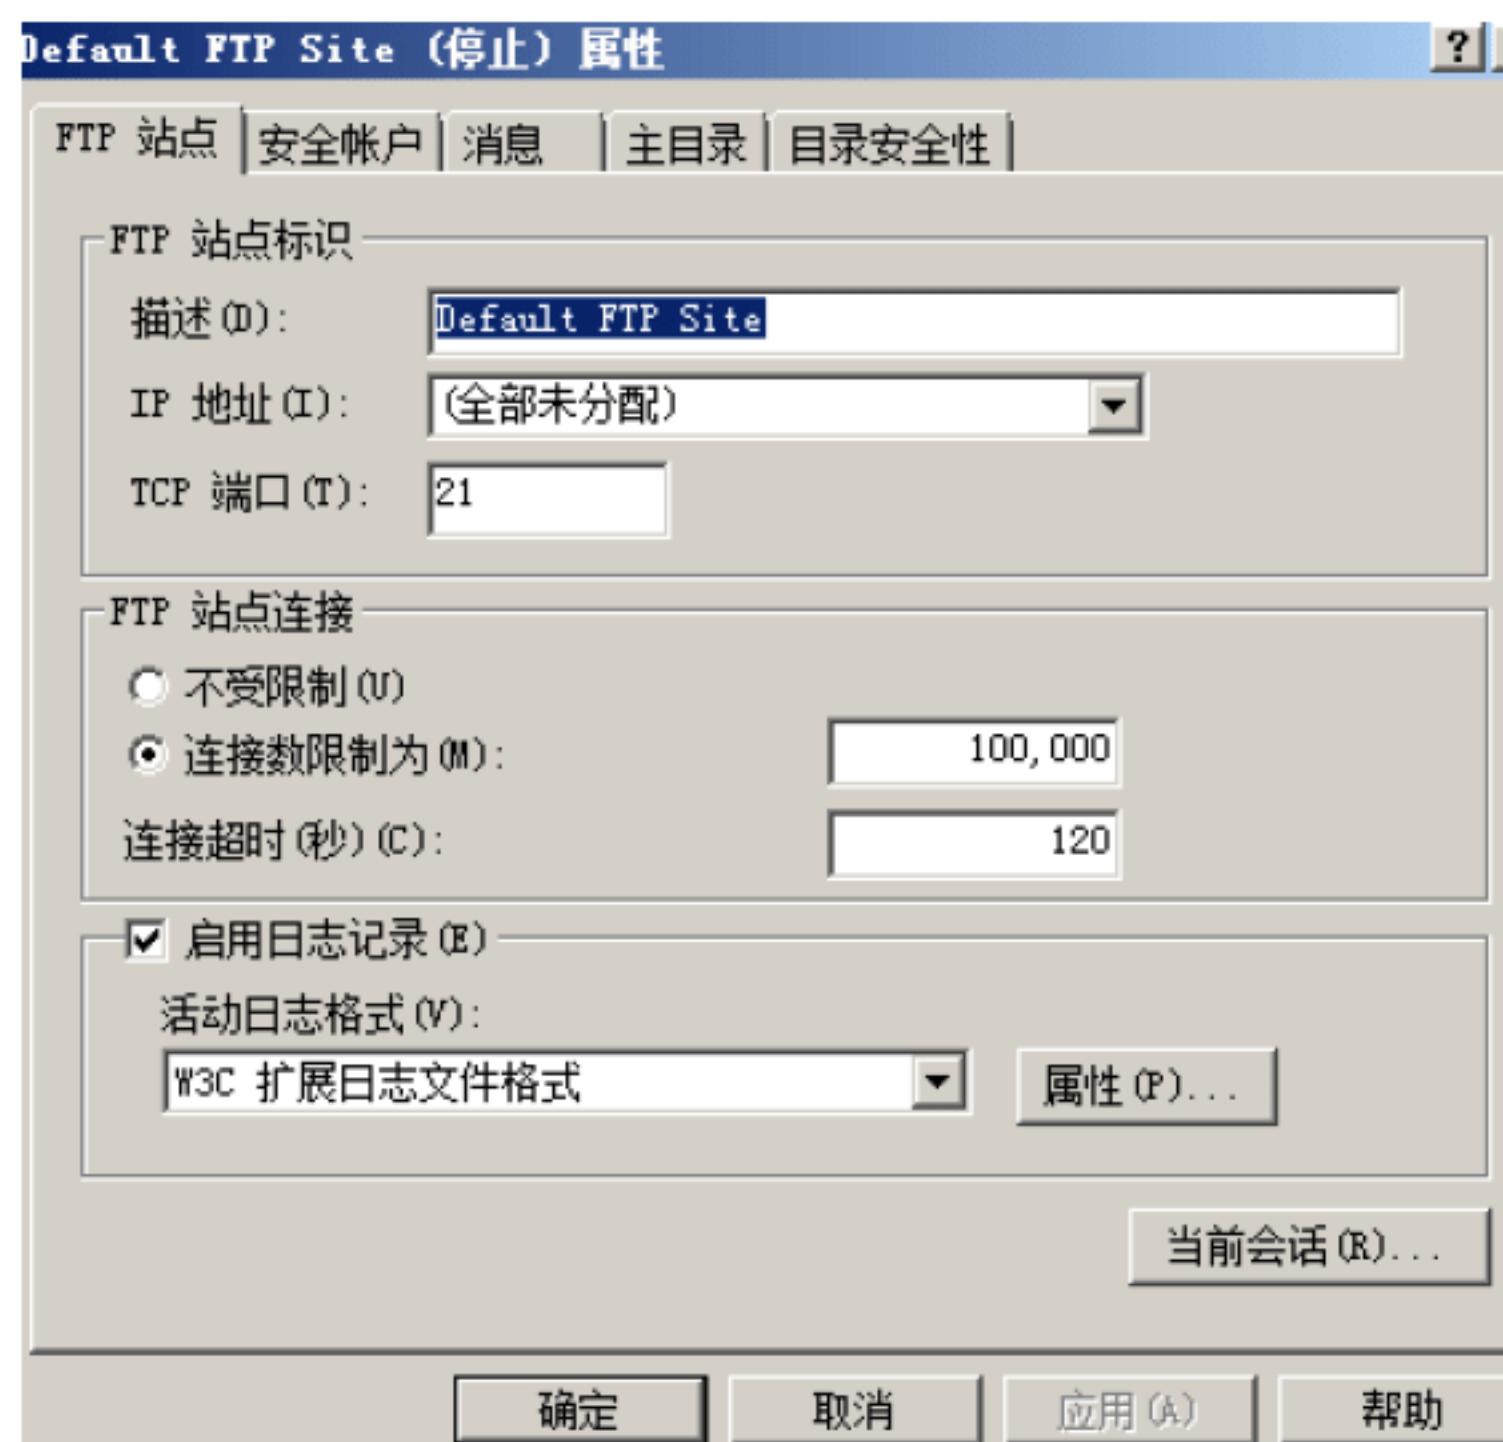 Default FTP Site (停止) 属性 ?
FTP 站点 安全帐户 消息 主目录 目录安全性
FTP 站点标识
描述(D): Default FTP Site
IP 地址(I): (全部未分配)
TCP 端口(T): 21
FTP 站点连接
不受限制(U)
连接数限制为(M): 100,000
连接超时(秒)(C): 120
启用日志记录(E)
活动日志格式(V):
W3C 扩展日志文件格式 属性(P)...
当前会话(R)...
确定 取消 应用(A) 帮助